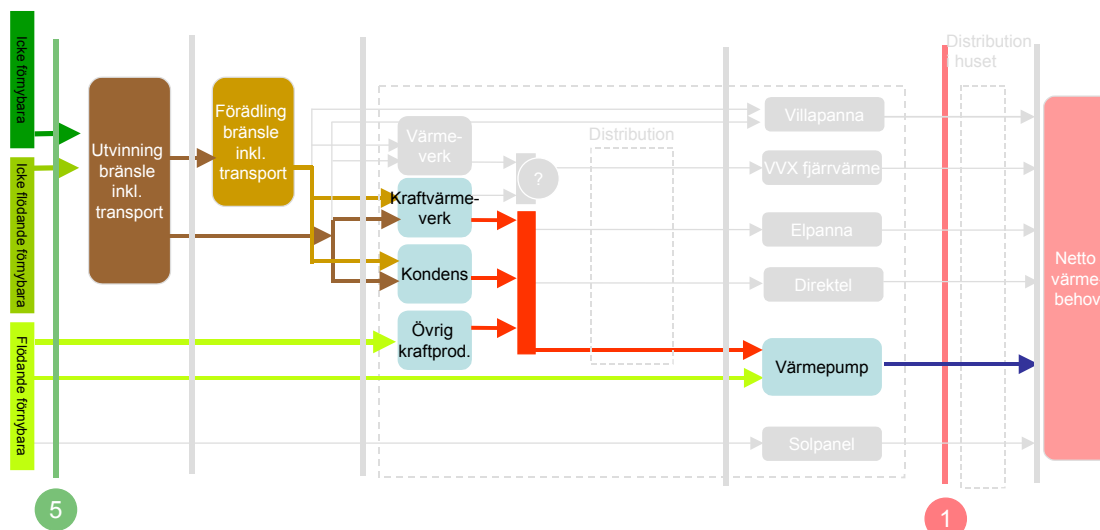 Icke förnybara
Icke flödande förnybara
Flödande förnybara
Utvinning
bränsle
inkl.
transport
Förädling
bränsle
inkl.
transport
Värme-
verk
Kraftvärme-
verk
Kondens
Övrig
kraftprod.
?
Distribution
Villapanna
VVX fjärrvärme
Elpanna
Direktel
Värmepump
Solpanel
Distribution
i huset
Netto
värme-
behov
5
1